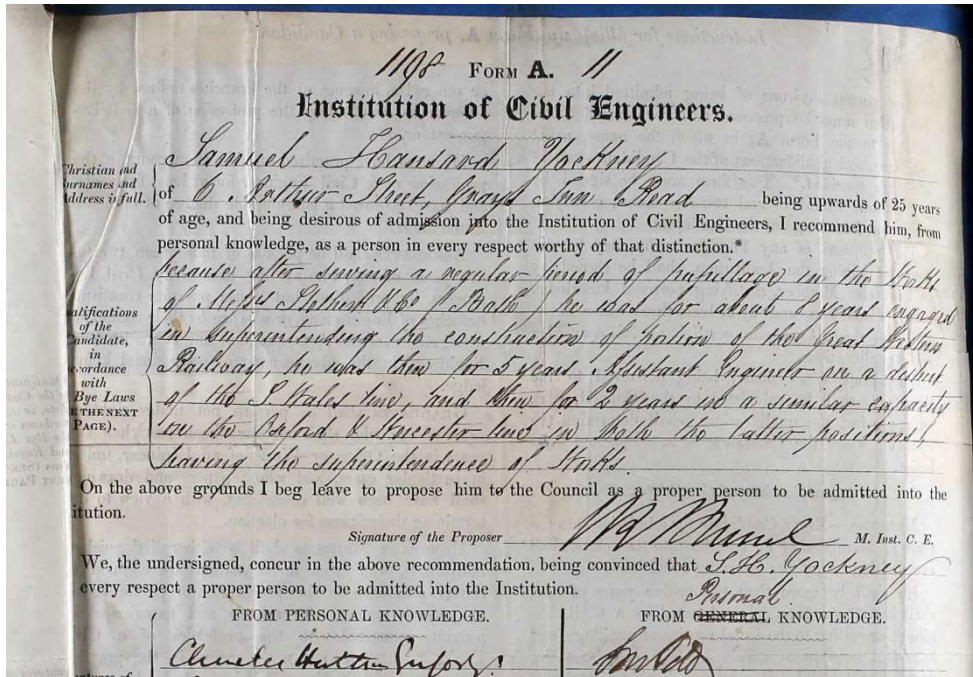 1198 FORM A. 11
Institution of Civil Engineers.
Samuel Hansard Yockney
Christian and
urnames and
ddress in full.
of 6 Arthur Street, Grays Inn Road being upwards of 25 years
of age, and being desirous of admission into the Institution of Civil Engineers, I recommend him, from
personal knowledge, as a person in every respect worthy of that distinction.*
alifications
of the
Candidate,
in
ccordance
with
Bye Laws
E THE NEXT
PAGE).
because after serving a regular period of pupillage in the Works
of Messrs Stothert & Co of Bath, he was for about 8 years engaged
in superintending the construction of portion of the Great Western
Railway, he was then for 5 years, Assistant Engineer on a district
of the S Wales line, and then for 2 years in a similar capacity
on the Oxford & Worcester line in both the latter positions,
having the superintendence of Works.
On the above grounds I beg leave to propose him to the Council as a proper person to be admitted into the
itution.
Signature of the Proposer I K Brunel M. Inst. C. E.
We, the undersigned, concur in the above recommendation, being convinced that S. H. Yockney
every respect a proper person to be admitted into the Institution.
Personal
FROM PERSONAL KNOWLEDGE. FROM GENERAL KNOWLEDGE.
Charles Hutton Gregory